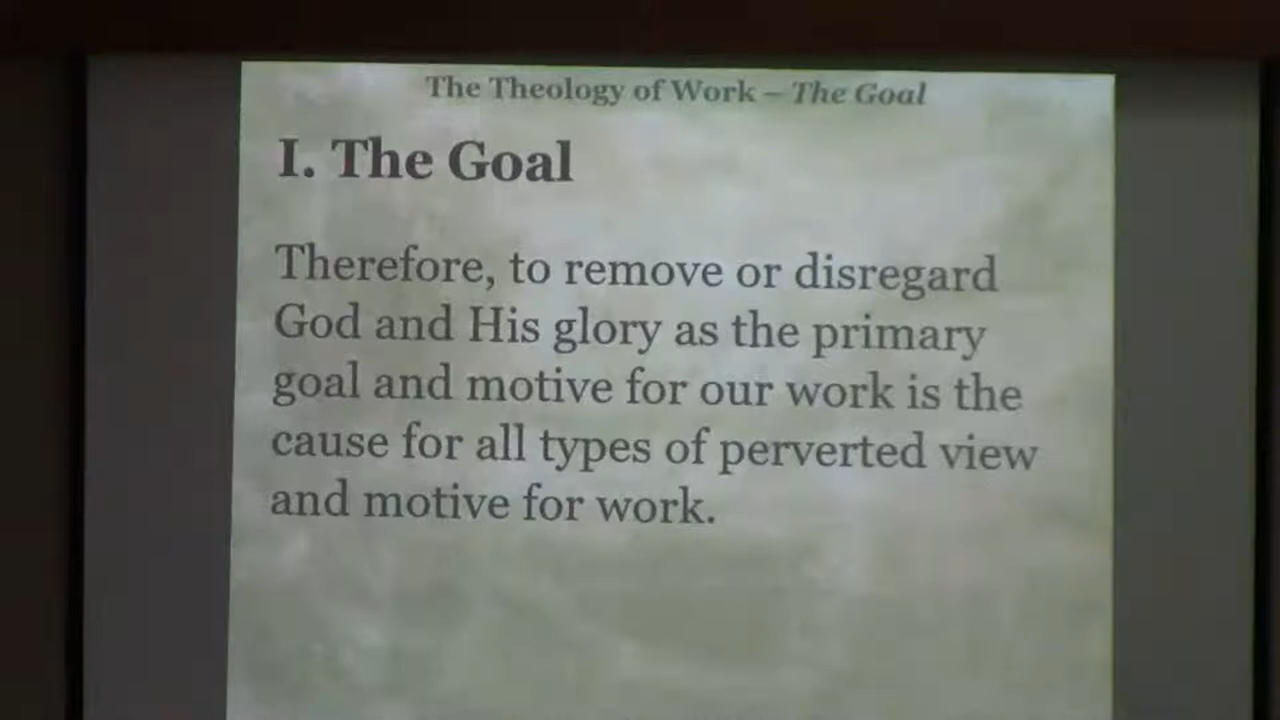 The Theology of Work – The Goal
I. The Goal
Therefore, to remove or disregard
God and His glory as the primary
goal and motive for our work is the
cause for all types of perverted view
and motive for work.